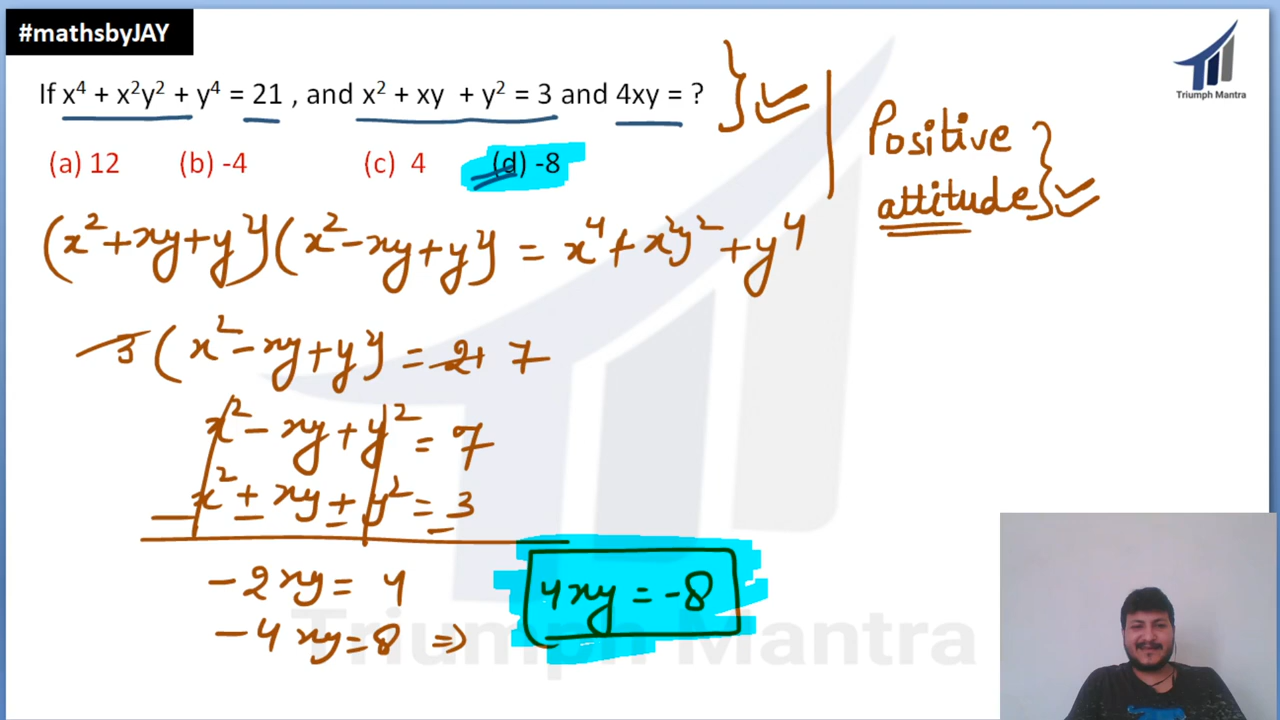 #mathsbyJAY
Triumph Mantra
If x⁴ + x²y² + y⁴ = 21 , and x² + xy + y² = 3 and 4xy = ?
(a) 12 (b) -4 (c) 4 (d) -8
Positive
attitude
(x²+xy+y²)(x²-xy+y²) = x⁴+x²y²+y⁴
3(x²-xy+y²) = 21 7
x²-xy+y² = 7
x²+xy+y² = 3
-2xy = 4
-4xy=8 ⇒ 4xy = -8
Triumph Mantra